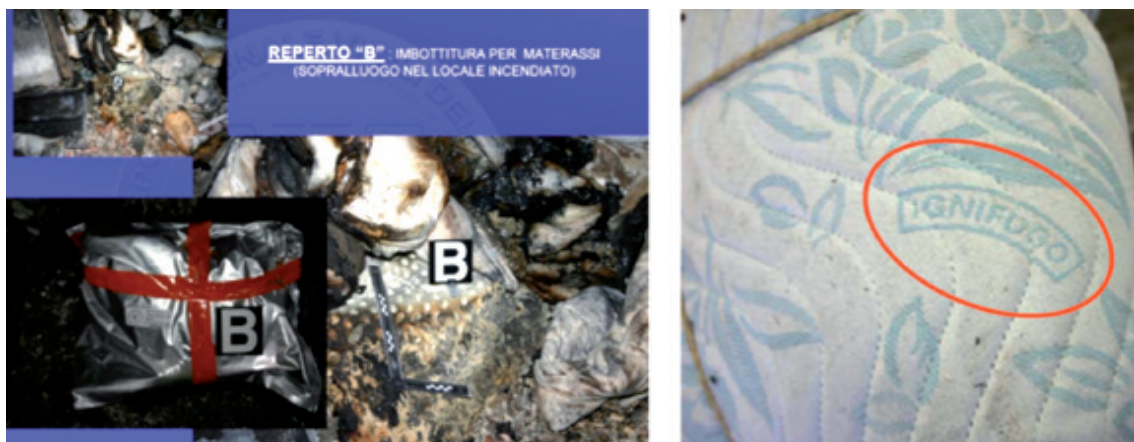 REPERTO "B" : IMBOTTITURA PER MATERASSI
(SOPRALLUOGO NEL LOCALE INCENDIATO)
B
B
IGNIFUGO